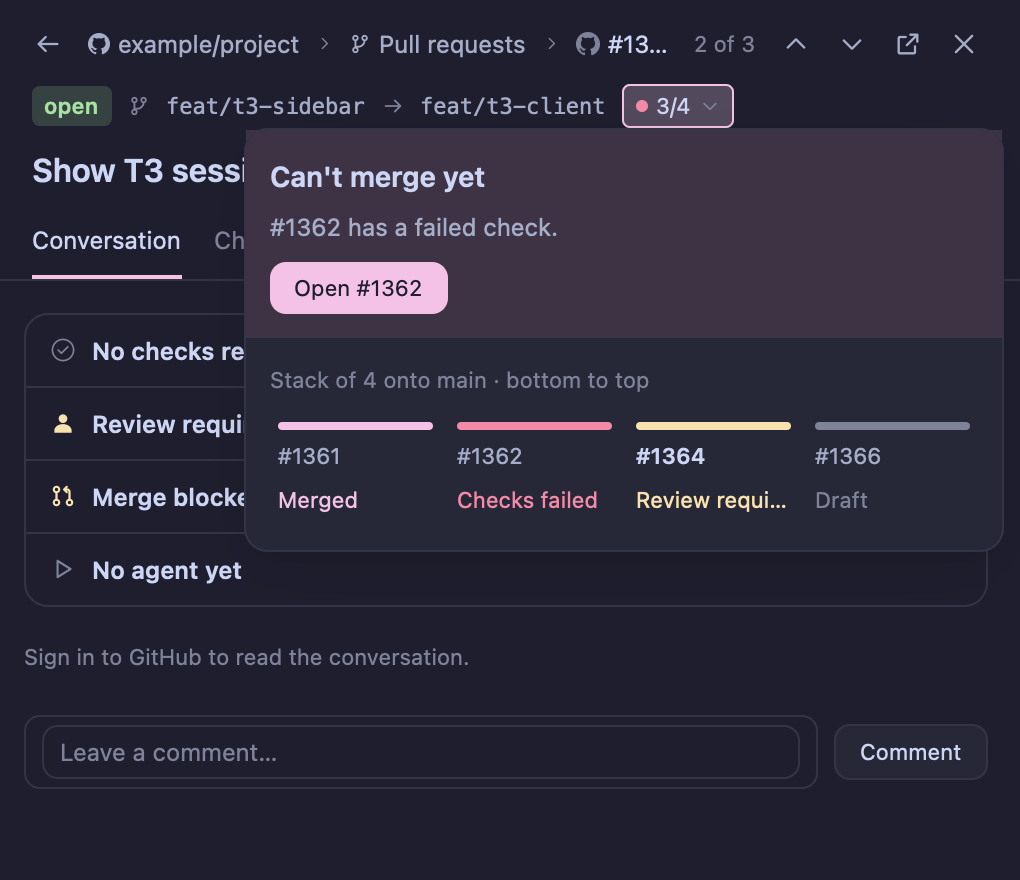 example/project › Pull requests › #13... 2 of 3
open feat/t3-sidebar → feat/t3-client 3/4
Show T3 sessi
Can't merge yet
#1362 has a failed check.
Open #1362
Conversation Ch
Stack of 4 onto main · bottom to top
#1361 #1362 #1364 #1366
Merged Checks failed Review requi... Draft
No checks re
Review requi
Merge blocke
No agent yet
Sign in to GitHub to read the conversation.
Leave a comment...
Comment